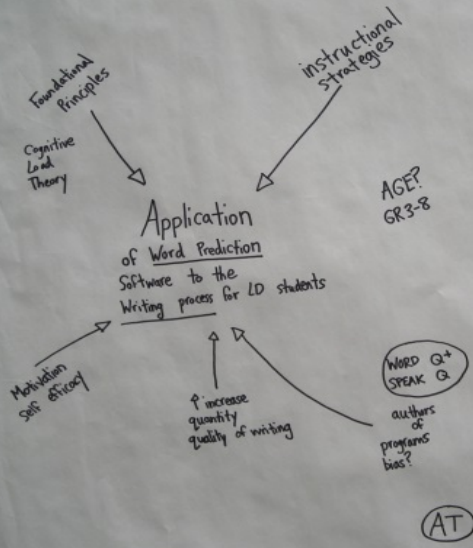 Foundational
Principles
Cognitive
Load
Theory
instructional
strategies
AGE?
GR3-8
Application
of Word Prediction
Software to the
Writing process for LD students
Motivation
Self efficacy
↑ increase
quantity
quality of writing
WORD Q+
SPEAK Q
authors
of
programs
bias?
AT